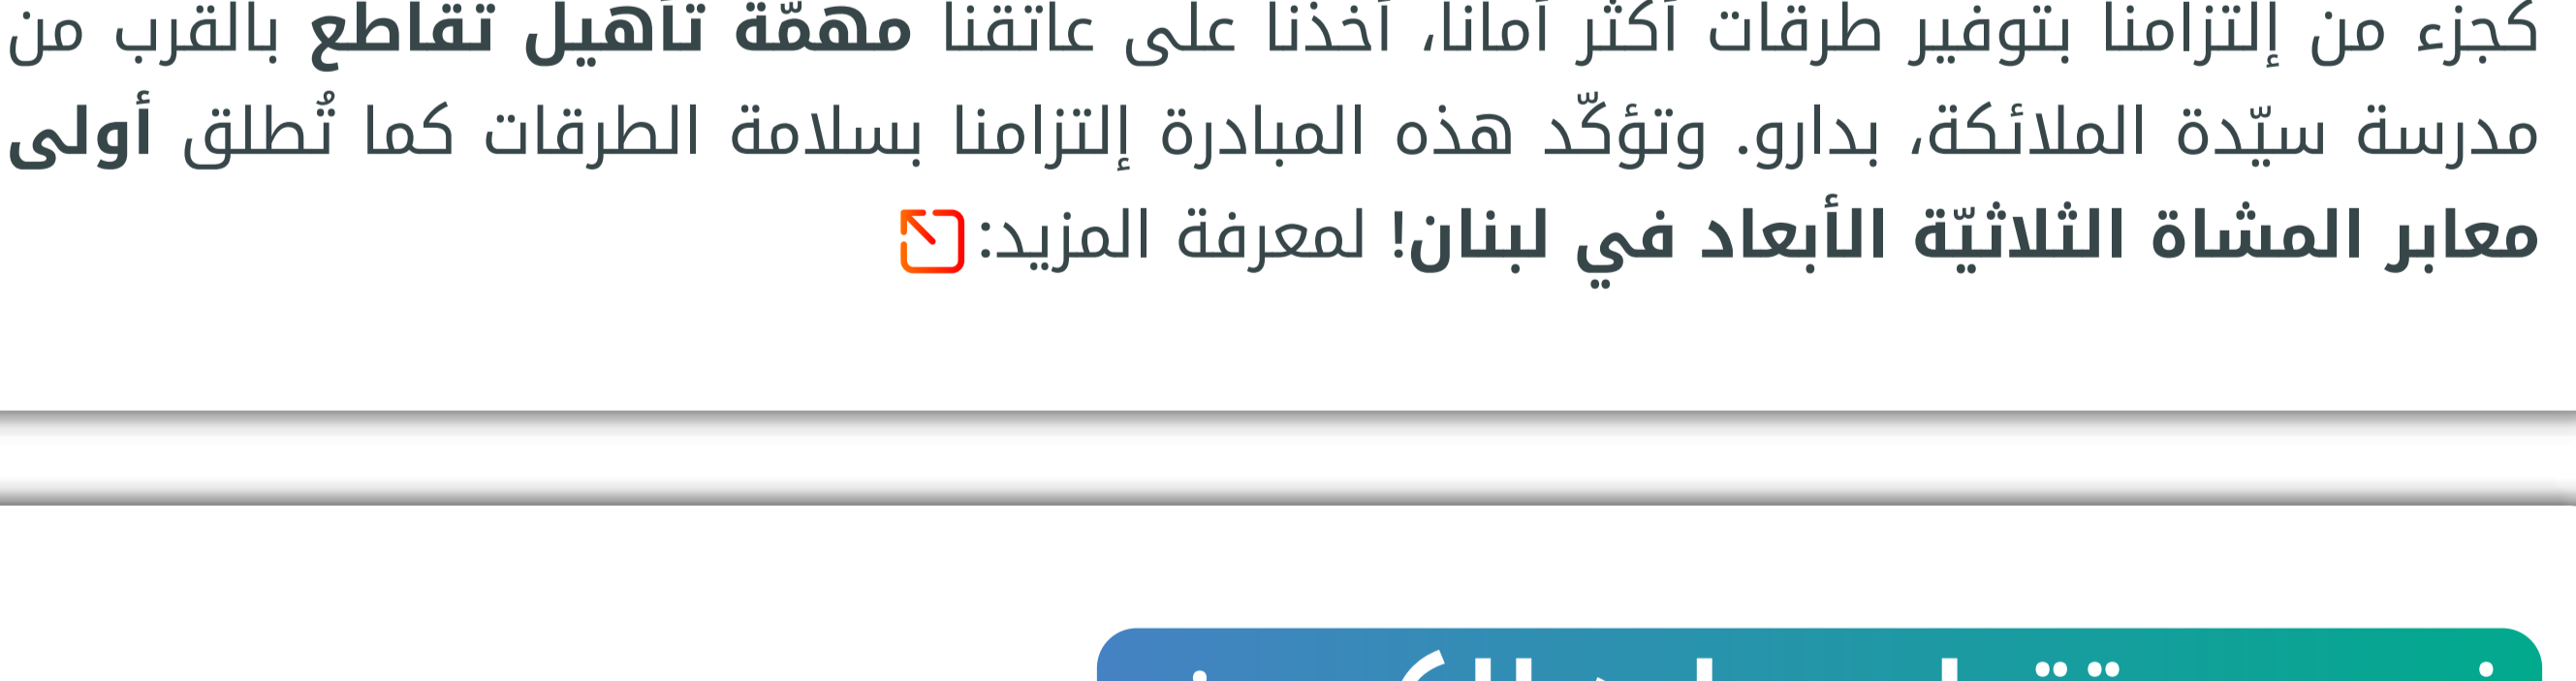 كجزء من إلتزامنا بتوفير طرقات أكثر أمانا، أخذنا على عاتقنا مهمّة تأهيل تقاطع بالقرب من
مدرسة سيّدة الملائكة، بدارو. وتؤكّد هذه المبادرة إلتزامنا بسلامة الطرقات كما تُطلق أولى
معابر المشاة الثلاثيّة الأبعاد في لبنان! لمعرفة المزيد: